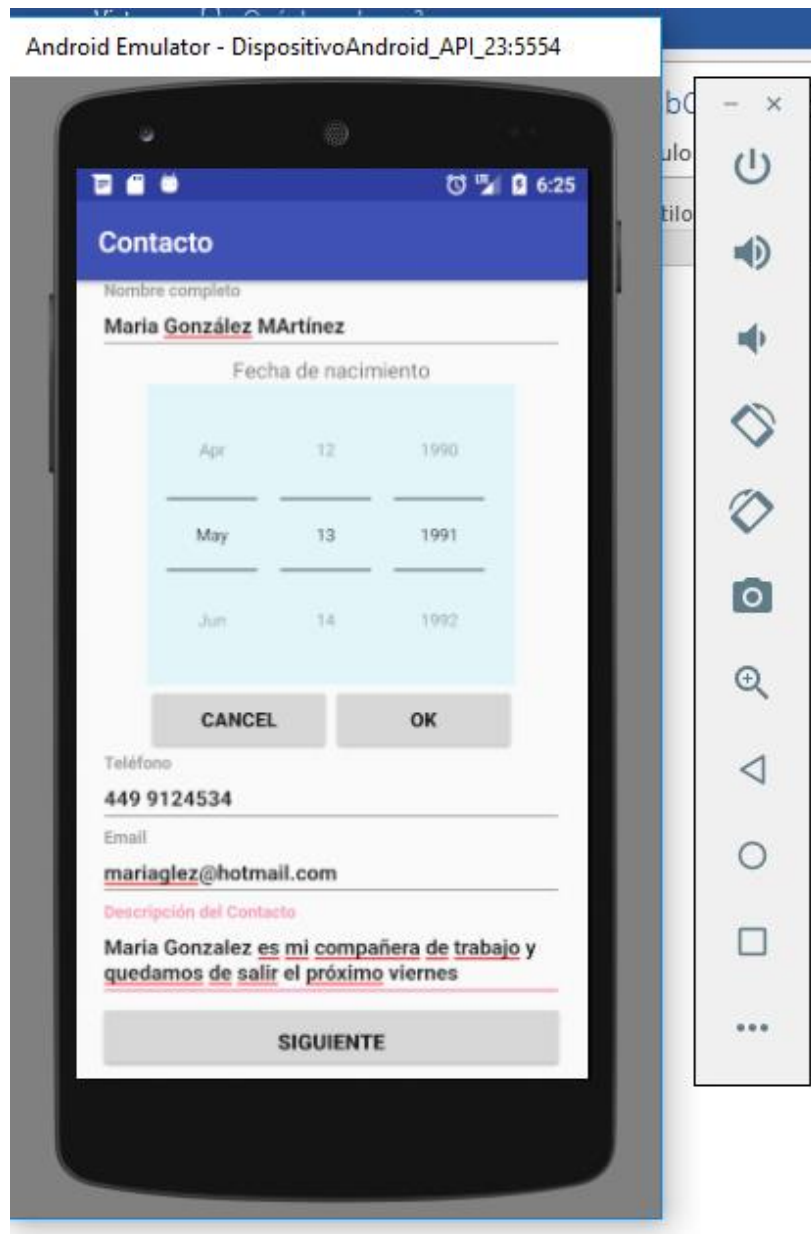 Android Emulator - DispositivoAndroid_API_23:5554
6:25
Contacto
Nombre completo
Maria González MArtínez
Fecha de nacimiento
Apr 12 1990
May 13 1991
Jun 14 1992
CANCEL OK
Teléfono
449 9124534
Email
mariaglez@hotmail.com
Descripción del Contacto
Maria Gonzalez es mi compañera de trabajo y
quedamos de salir el próximo viernes
SIGUIENTE